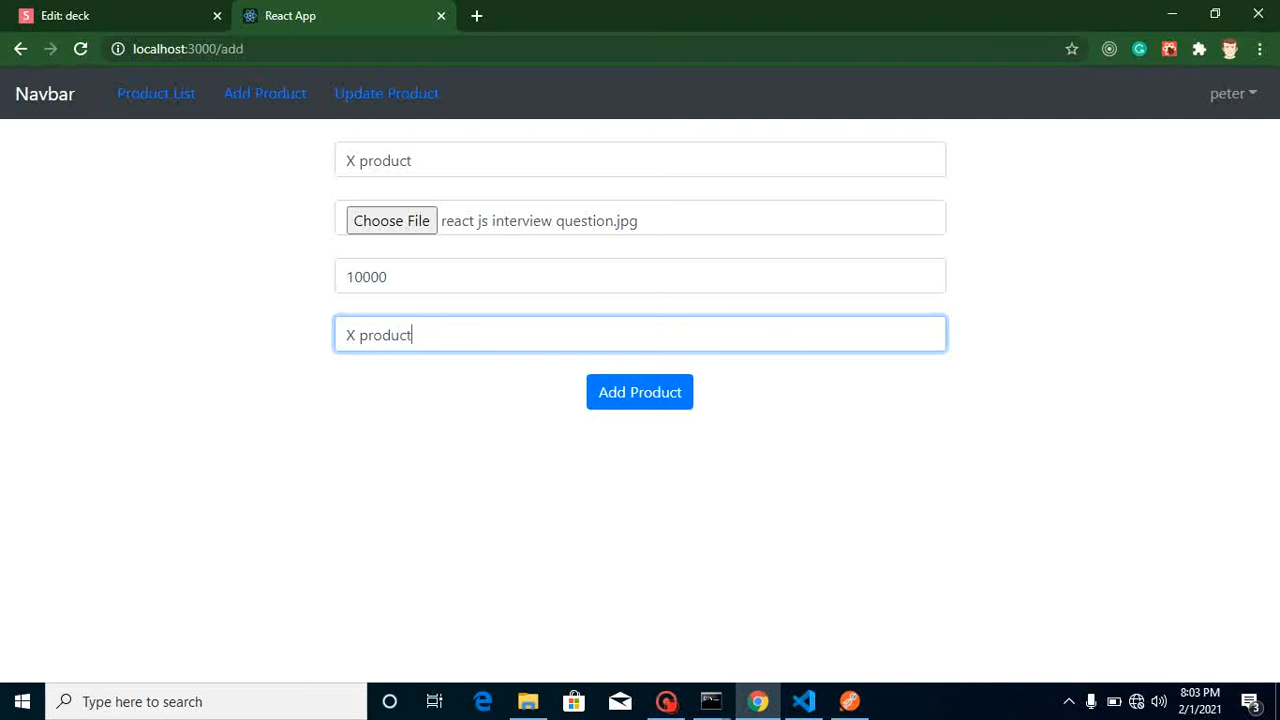 Edit: deck
React App
localhost:3000/add
Navbar
Product List
Add Product
Update Product
peter
X product
Choose File react js interview question.jpg
10000
X product
Add Product
Type here to search
8:03 PM
2/1/2021
3